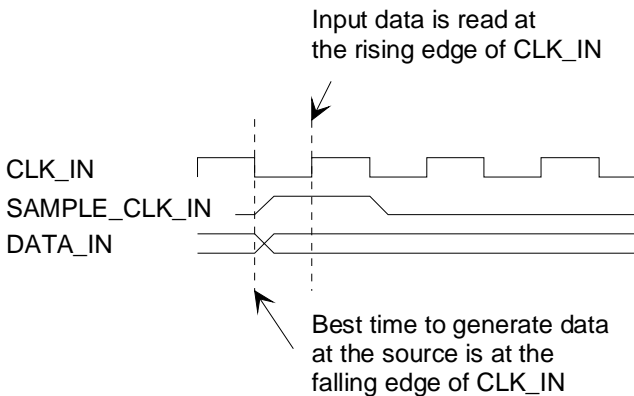 Input data is read at
the rising edge of CLK_IN
CLK_IN
SAMPLE_CLK_IN
DATA_IN
Best time to generate data
at the source is at the
falling edge of CLK_IN